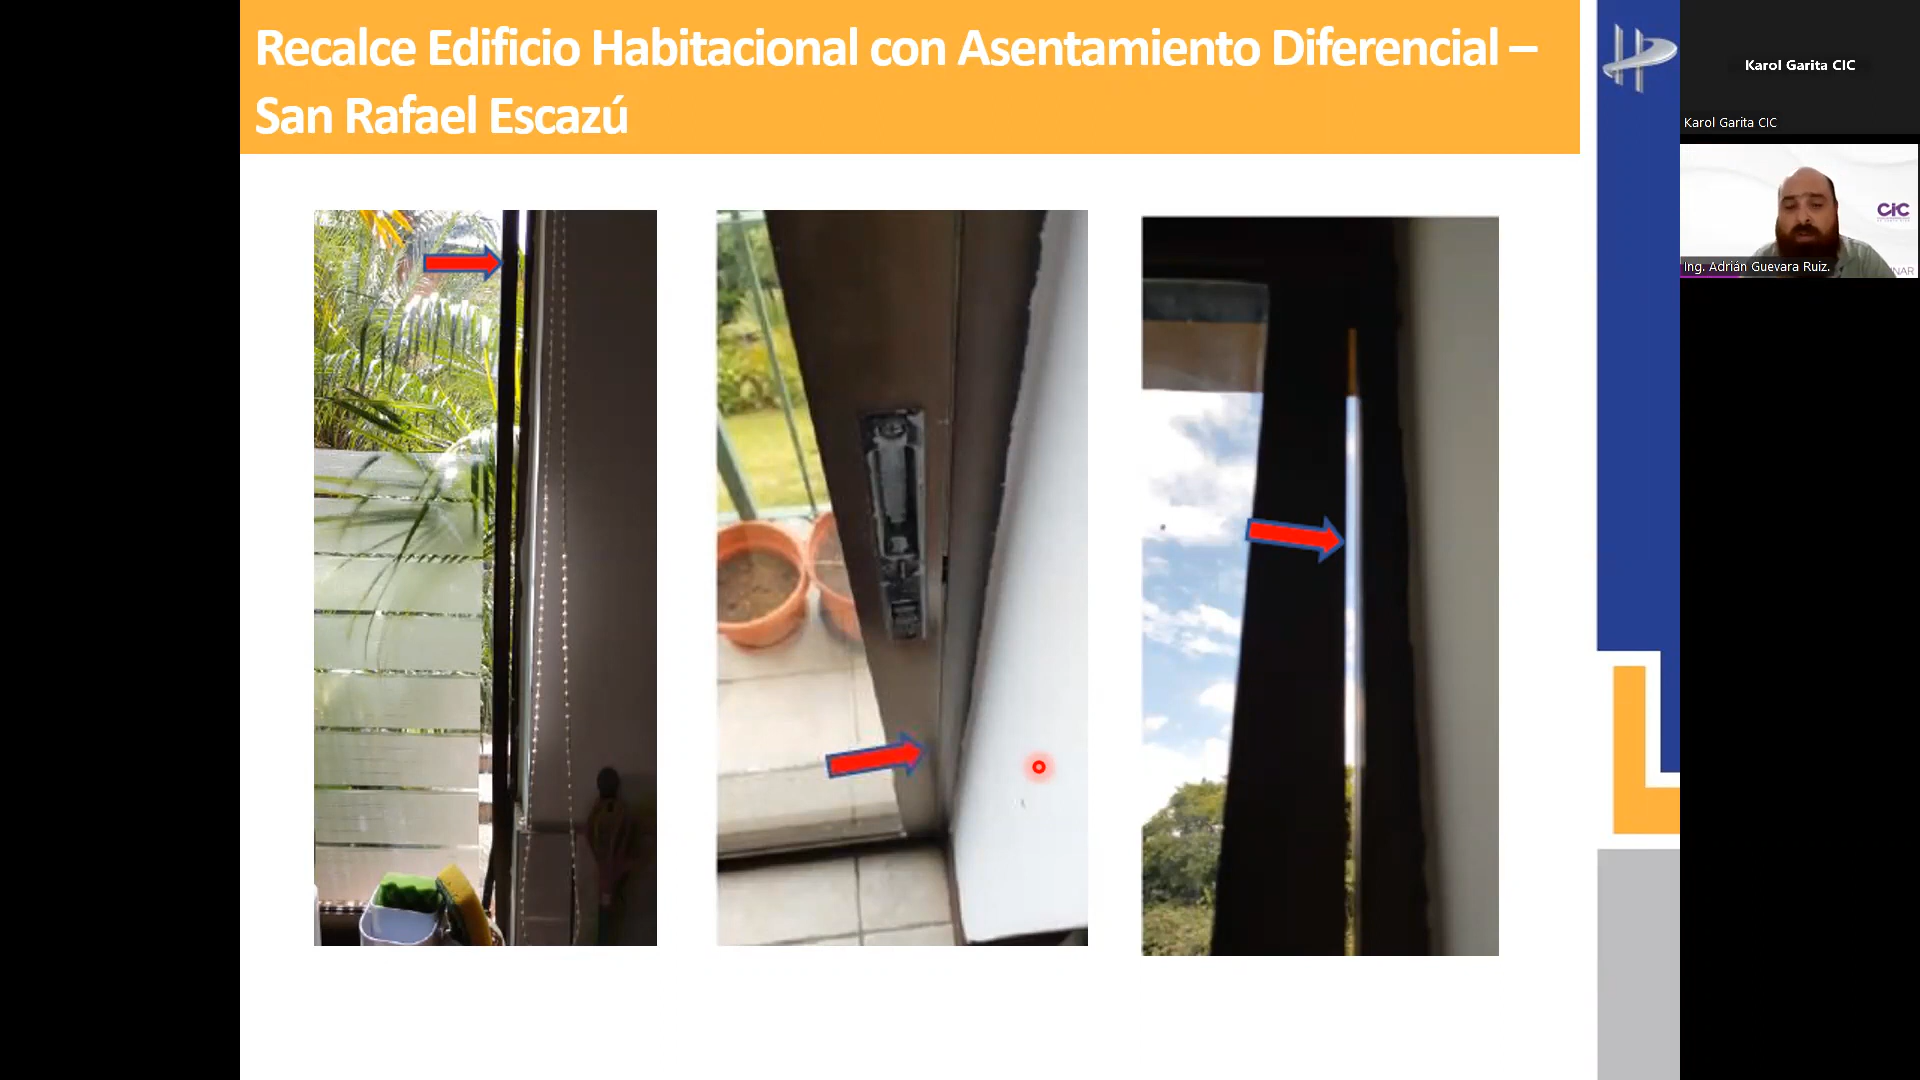 Recalce Edificio Habitacional con Asentamiento Diferencial –
San Rafael Escazú
Karol Garita CIC
Karol Garita CIC
CIC
Ing. Adrián Guevara Ruiz.